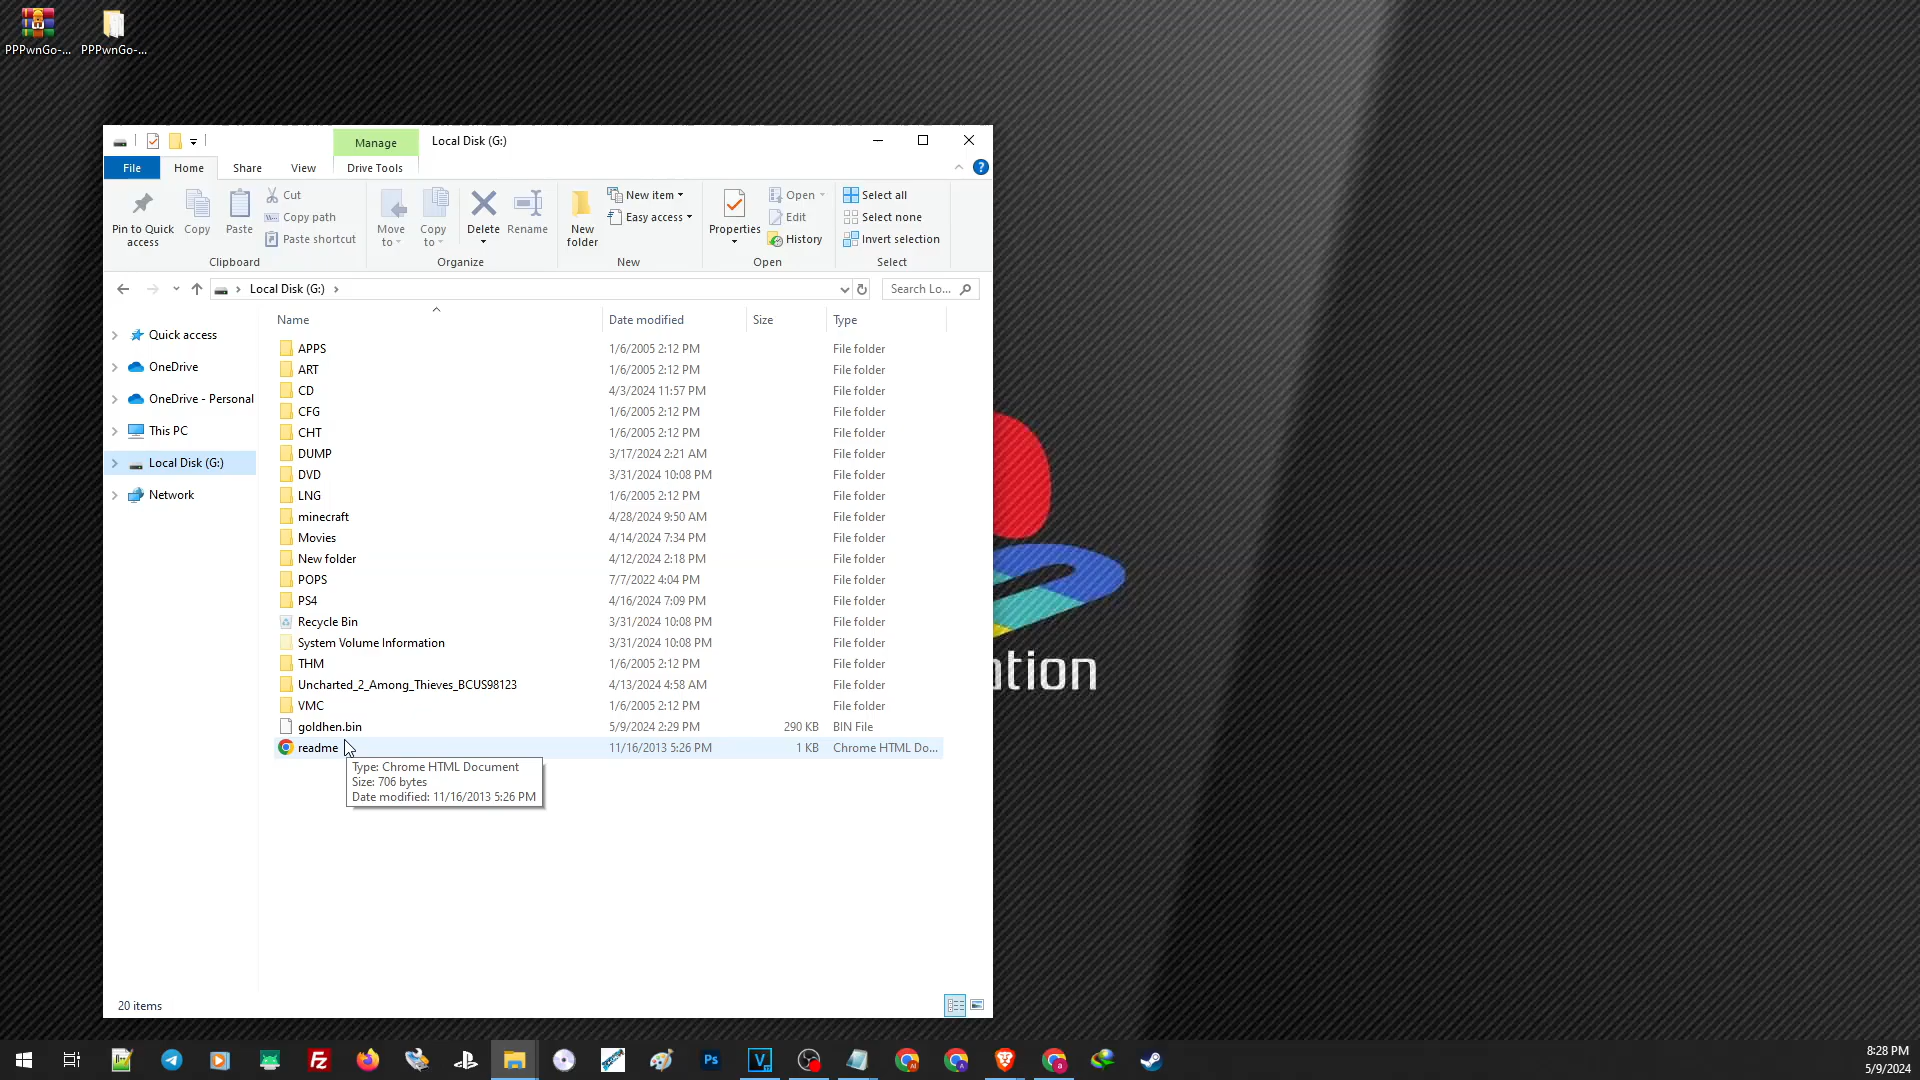 PPPwnGo-... PPPwnGo-...
Manage Local Disk (G:)
File Home Share View Drive Tools
Pin to Quick access
Copy
Paste
Cut
Copy path
Paste shortcut
Clipboard
Move to
Copy to
Delete
Rename
Organize
New folder
New item
Easy access
New
Properties
Open
Edit
History
Open
Select all
Select none
Invert selection
Select
Local Disk (G:)
Search Lo...
Quick access
OneDrive
OneDrive - Personal
This PC
Local Disk (G:)
Network
Name Date modified Size Type
APPS 1/6/2005 2:12 PM File folder
ART 1/6/2005 2:12 PM File folder
CD 4/3/2024 11:57 PM File folder
CFG 1/6/2005 2:12 PM File folder
CHT 1/6/2005 2:12 PM File folder
DUMP 3/17/2024 2:21 AM File folder
DVD 3/31/2024 10:08 PM File folder
LNG 1/6/2005 2:12 PM File folder
minecraft 4/28/2024 9:50 AM File folder
Movies 4/14/2024 7:34 PM File folder
New folder 4/12/2024 2:18 PM File folder
POPS 7/7/2022 4:04 PM File folder
PS4 4/16/2024 7:09 PM File folder
Recycle Bin 3/31/2024 10:08 PM File folder
System Volume Information 3/31/2024 10:08 PM File folder
THM 1/6/2005 2:12 PM File folder
Uncharted_2_Among_Thieves_BCUS98123 4/13/2024 4:58 AM File folder
VMC 1/6/2005 2:12 PM File folder
goldhen.bin 5/9/2024 2:29 PM 290 KB BIN File
readme 11/16/2013 5:26 PM 1 KB Chrome HTML Do...
Type: Chrome HTML Document
Size: 706 bytes
Date modified: 11/16/2013 5:26 PM
20 items
tion
Fz
Ps
V
8:28 PM
5/9/2024